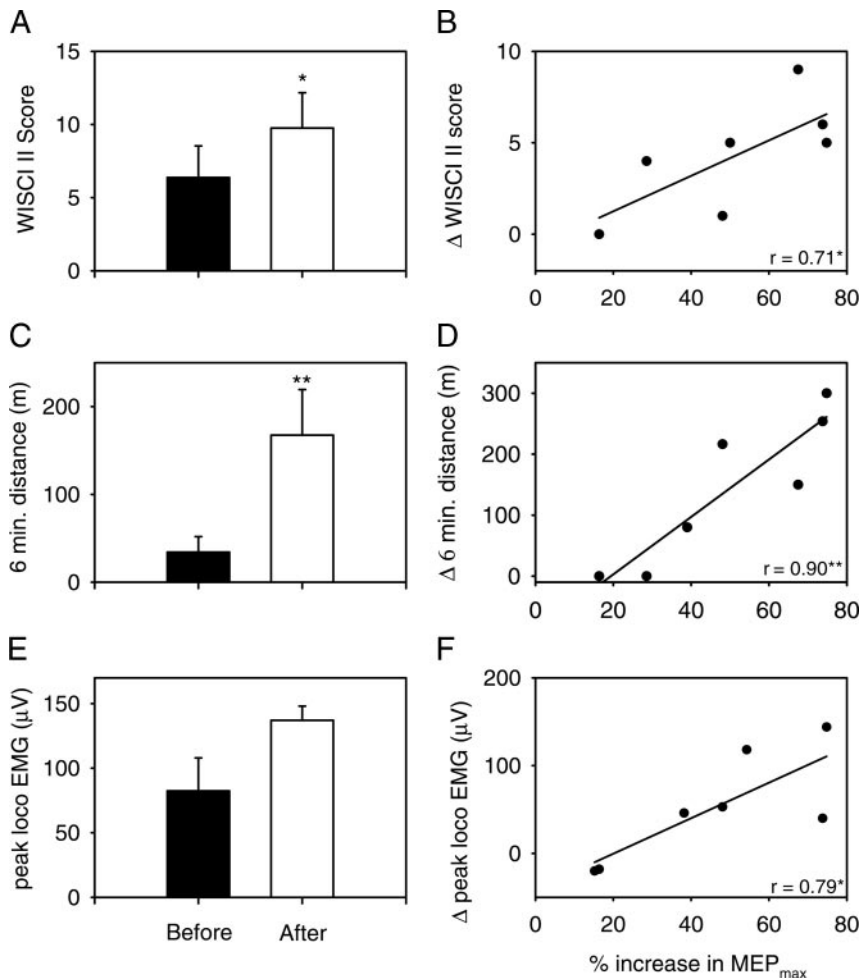 A
WISCI II Score
15
10
5
0
*
B
Δ WISCI II score
10
5
0
r = 0.71*
0 20 40 60 80
C
6 min. distance (m)
200
100
0
**
D
Δ 6 min. distance (m)
300
200
100
0
r = 0.90**
0 20 40 60 80
E
peak loco EMG (μV)
150
100
50
0
Before After
F
Δ peak loco EMG (μV)
200
100
0
r = 0.79*
0 20 40 60 80
% increase in MEPmax